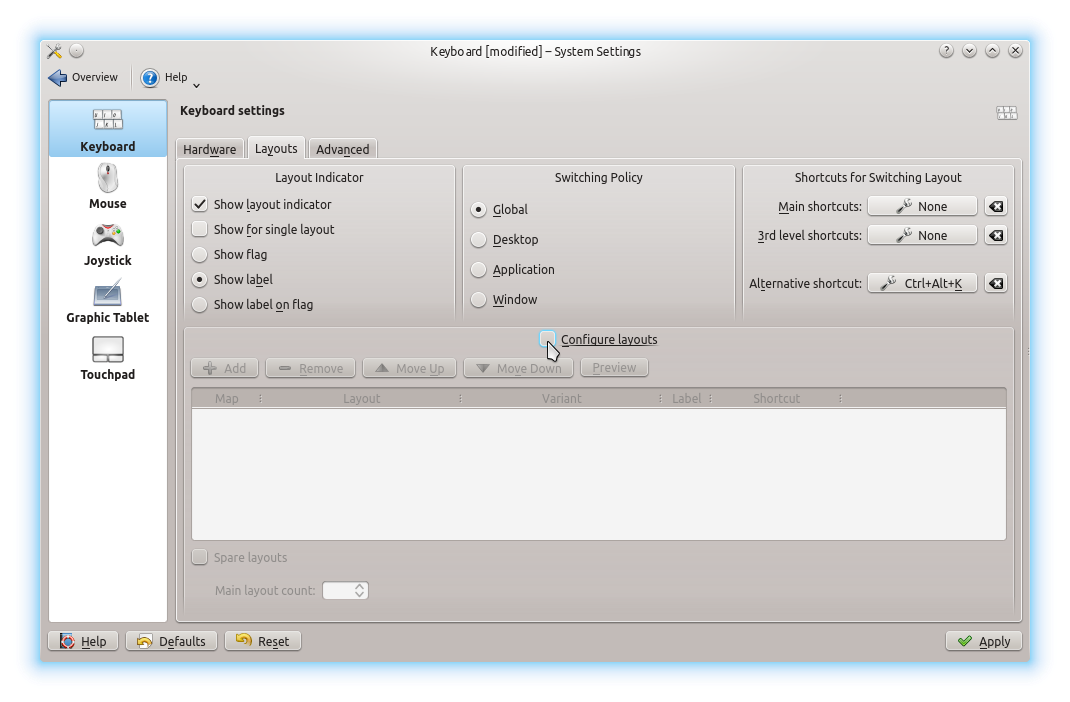 Keyboard [modified] – System Settings
Overview
Help
Keyboard
Mouse
Joystick
Graphic Tablet
Touchpad
Keyboard settings
Hardware Layouts Advanced
Layout Indicator
Show layout indicator
Show for single layout
Show flag
Show label
Show label on flag
Switching Policy
Global
Desktop
Application
Window
Shortcuts for Switching Layout
Main shortcuts: None
3rd level shortcuts: None
Alternative shortcut: Ctrl+Alt+K
Configure layouts
Add Remove Move Up Move Down Preview
Map Layout Variant Label Shortcut
Spare layouts
Main layout count:
Help Defaults Reset Apply